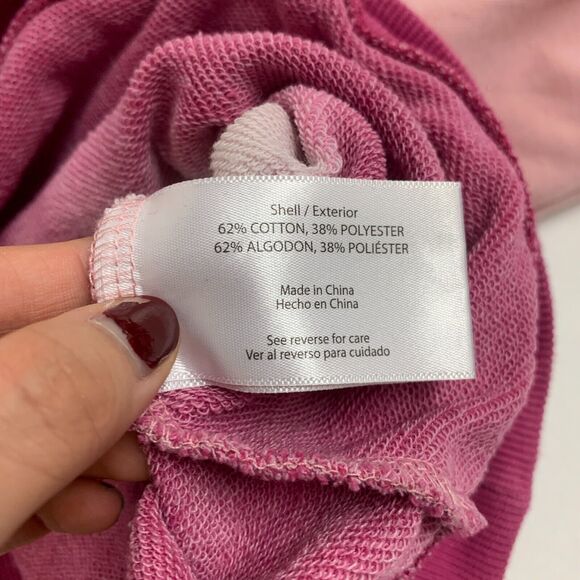 Shell / Exterior
62% COTTON, 38% POLYESTER
62% ALGODON, 38% POLIÉSTER
Made in China
Hecho en China
See reverse for care
Ver al reverso para cuidado